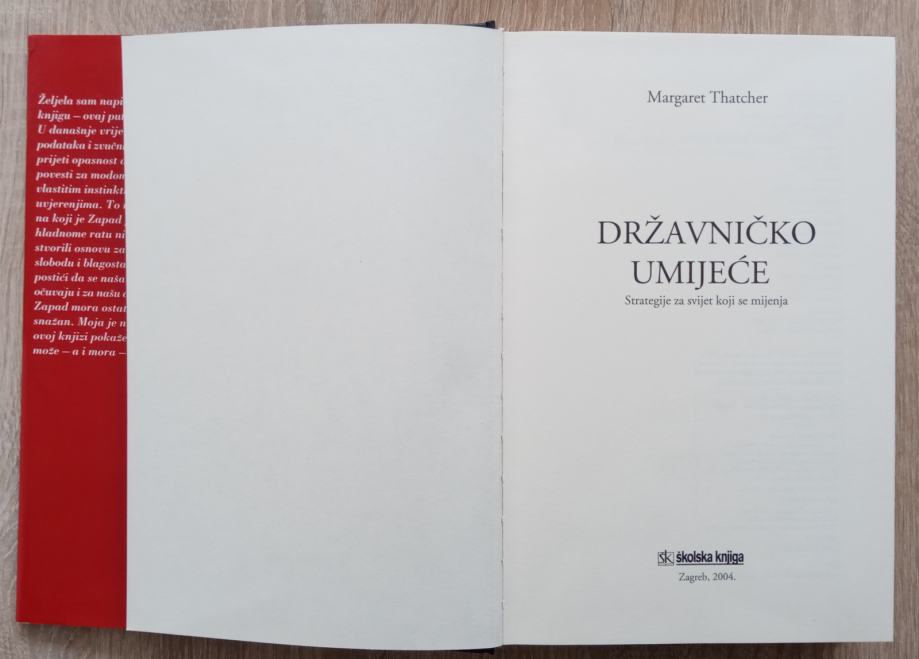 Željela sam napi
knjigu – ovaj put
U današnje vrije
podataka i zvučn
prijeti opasnost
povesti za modom
vlastitim instinkt
uvjerenjima. To
na koji je Zapad
hladnome ratu ni
stvorili osnovu za
slobodu i blagosta
postići da se naša
očuvaju i za našu
Zapad mora ostat
snažan. Moja je n
ovoj knjizi pokaže
može – a i mora –
Margaret Thatcher
DRŽAVNIČKO
UMIJEĆE
Strategije za svijet koji se mijenja
šk školska knjiga
Zagreb, 2004.